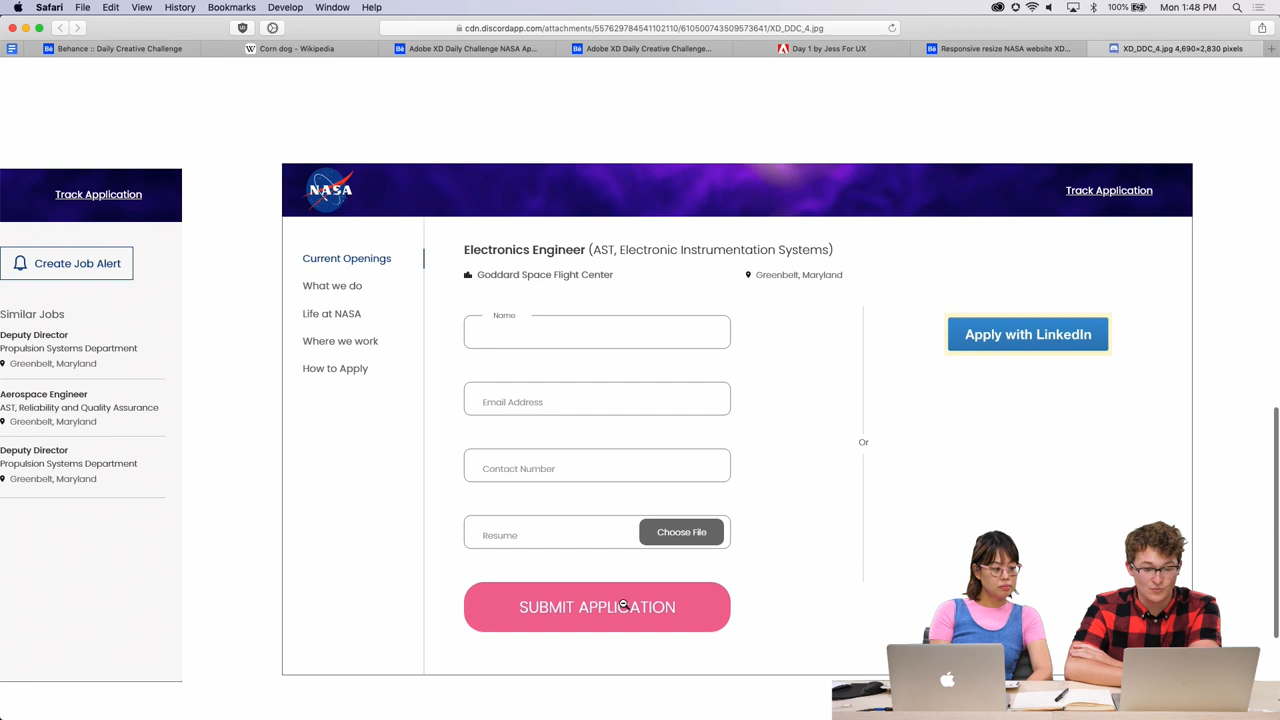 Safari File Edit View History Bookmarks Develop Window Help 100% Mon 1:48 PM
cdn.discordapp.com/attachments/557629784541102110/610500743509573641/XD_DDC_4.jpg
Behance :: Daily Creative Challenge Corn dog - Wikipedia Adobe XD Daily Challenge NASA Ap... Adobe XD Daily Creative Challenge... Day 1 by Jess For UX Responsive resize NASA website XD... XD_DDC_4.jpg 4,690×2,830 pixels
Track Application
Create Job Alert
Similar Jobs
Deputy Director
Propulsion Systems Department
Greenbelt, Maryland
Aerospace Engineer
AST, Reliability and Quality Assurance
Greenbelt, Maryland
Deputy Director
Propulsion Systems Department
Greenbelt, Maryland
NASA
Track Application
Current Openings
What we do
Life at NASA
Where we work
How to Apply
Electronics Engineer (AST, Electronic Instrumentation Systems)
Goddard Space Flight Center Greenbelt, Maryland
Name
Email Address
Contact Number
Resume Choose File
SUBMIT APPLICATION
Or
Apply with LinkedIn